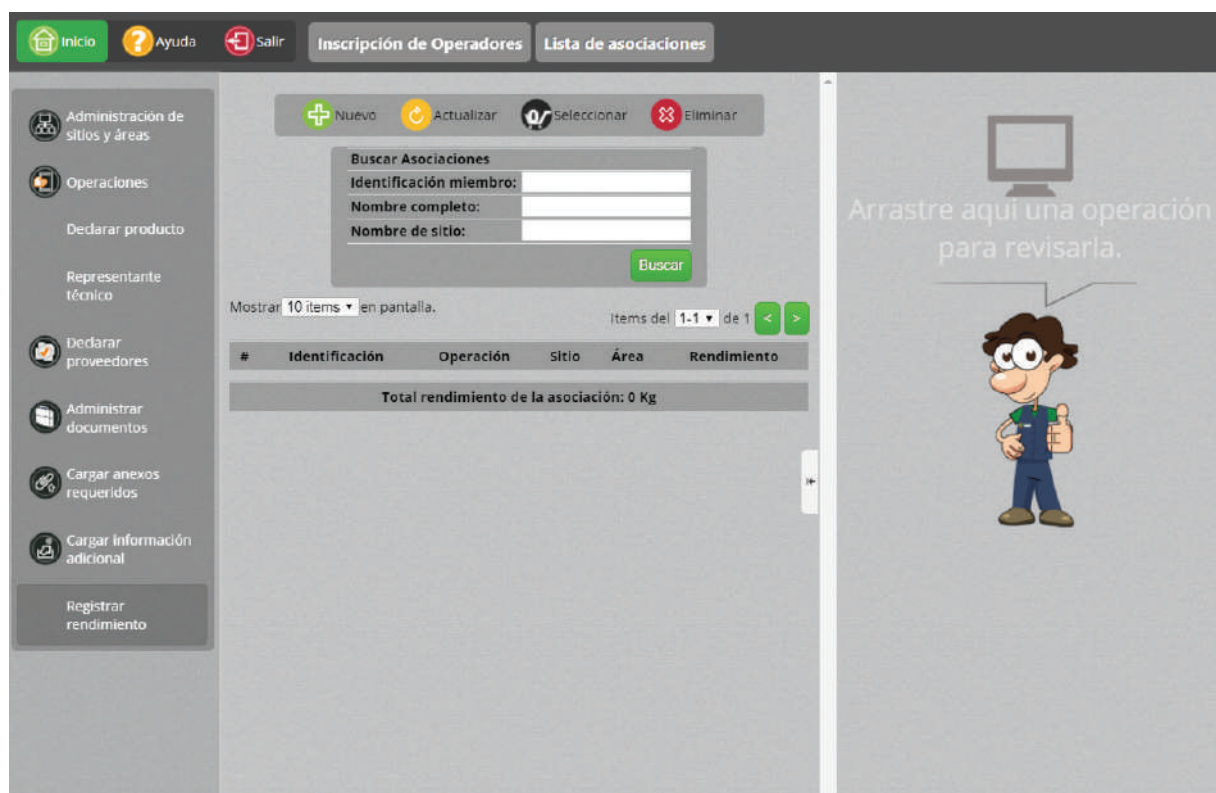 Inicio
Ayuda
Salir
Inscripción de Operadores
Lista de asociaciones
Administración de
sitios y áreas
Operaciones
Declarar producto
Representante
técnico
Declarar
proveedores
Administrar
documentos
Cargar anexos
requeridos
Cargar información
adicional
Registrar
rendimiento
Nuevo
Actualizar
Seleccionar
Eliminar
Buscar Asociaciones
Identificación miembro:
Nombre completo:
Nombre de sitio:
Buscar
Mostrar 10 items en pantalla.
Items del 1-1 de 1 < >
# Identificación Operación Sitio Área Rendimiento
Total rendimiento de la asociación: 0 Kg
Arrastre aquí una operación
para revisarla.